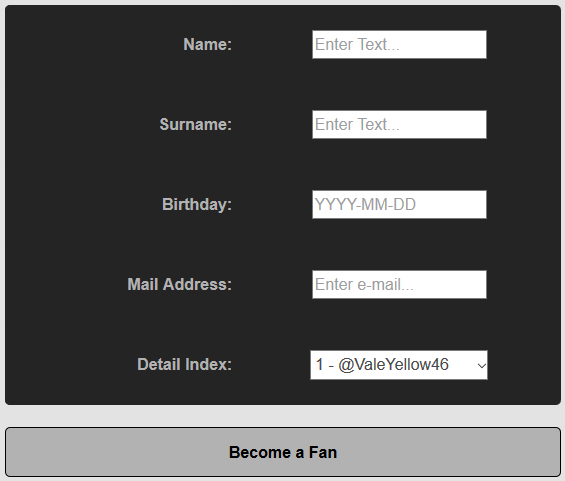 Name: Enter Text...
Surname: Enter Text...
Birthday: YYYY-MM-DD
Mail Address: Enter e-mail...
Detail Index: 1 - @ValeYellow46
Become a Fan